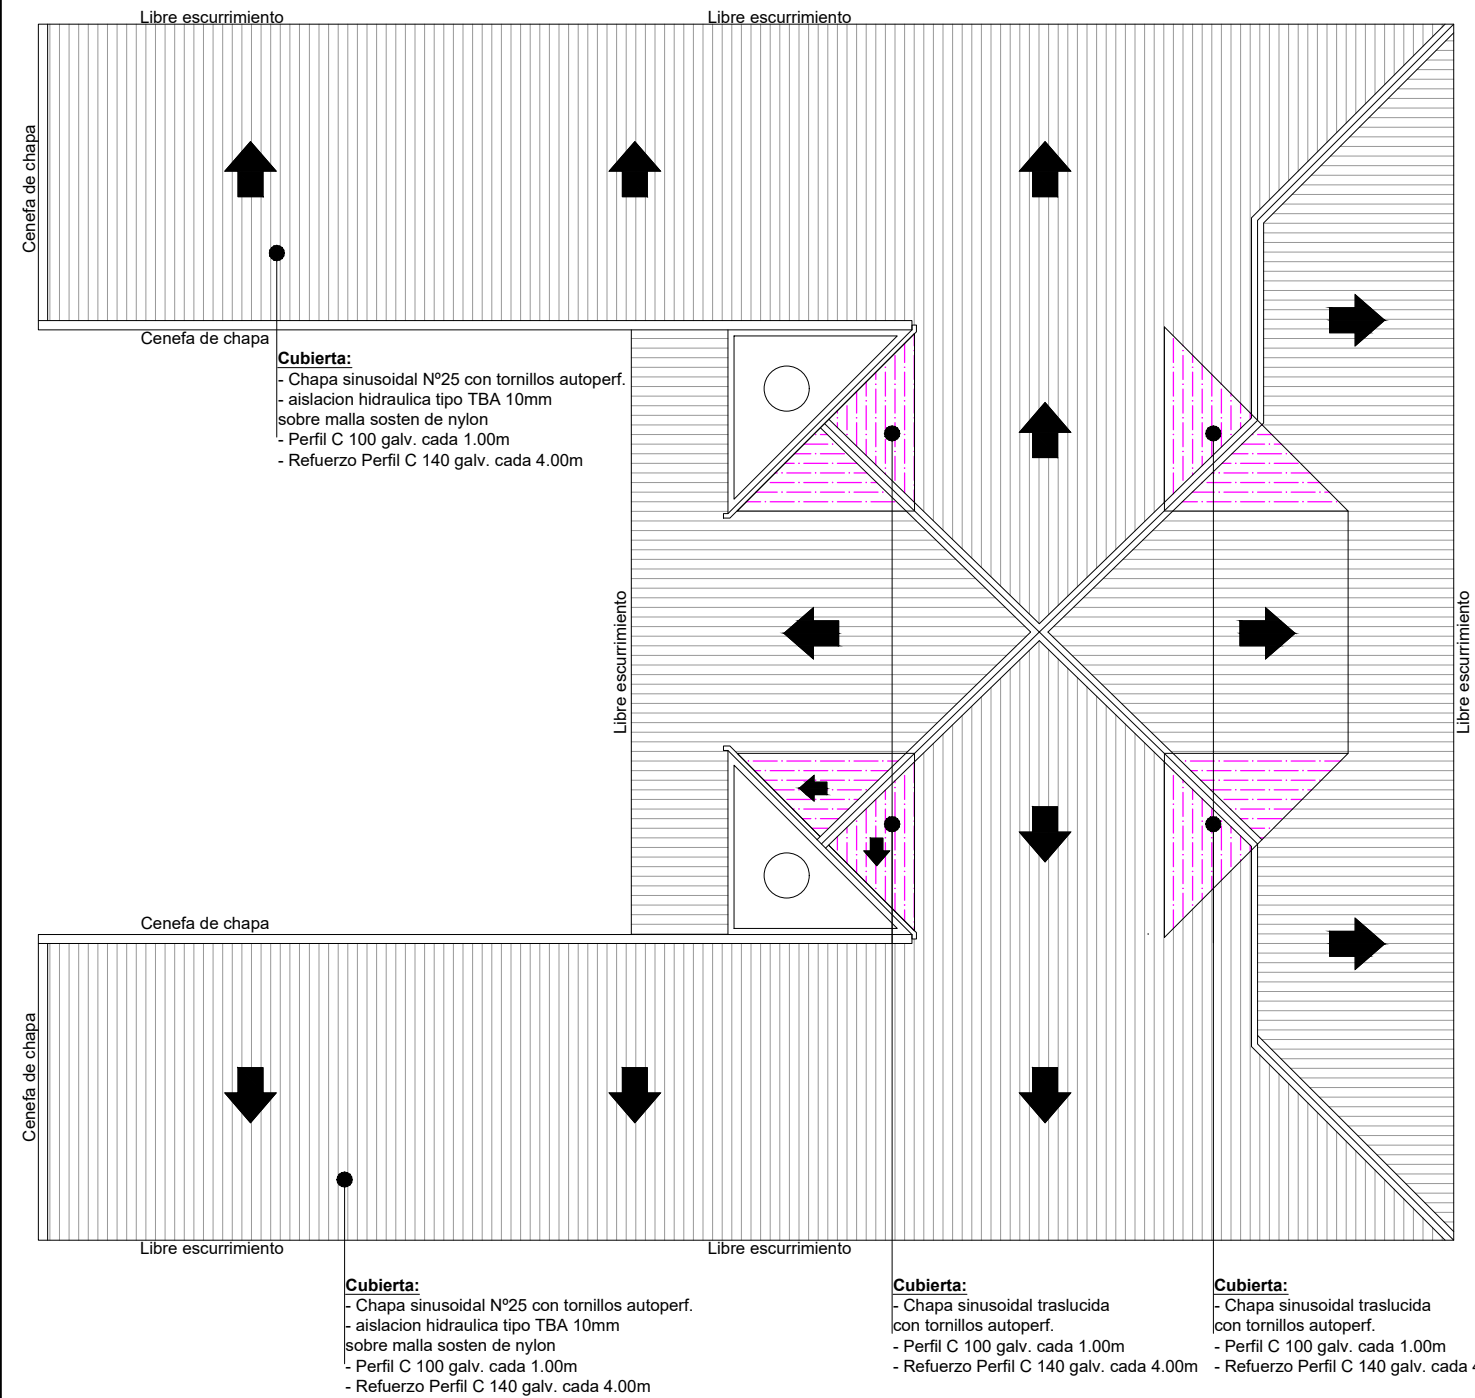 Libre escurrimiento
Libre escurrimiento
Cenefa de chapa
Cenefa de chapa
Cubierta:
- Chapa sinusoidal Nº25 con tornillos autoperf.
- aislacion hidraulica tipo TBA 10mm
sobre malla sosten de nylon
- Perfil C 100 galv. cada 1.00m
- Refuerzo Perfil C 140 galv. cada 4.00m
Libre escurrimiento
Libre escurrimiento
Cenefa de chapa
Cenefa de chapa
Libre escurrimiento
Libre escurrimiento
Cubierta:
- Chapa sinusoidal Nº25 con tornillos autoperf.
- aislacion hidraulica tipo TBA 10mm
sobre malla sosten de nylon
- Perfil C 100 galv. cada 1.00m
- Refuerzo Perfil C 140 galv. cada 4.00m
Cubierta:
- Chapa sinusoidal traslucida
con tornillos autoperf.
- Perfil C 100 galv. cada 1.00m
- Refuerzo Perfil C 140 galv. cada 4.00m
Cubierta:
- Chapa sinusoidal traslucida
con tornillos autoperf.
- Perfil C 100 galv. cada 1.00m
- Refuerzo Perfil C 140 galv. cada